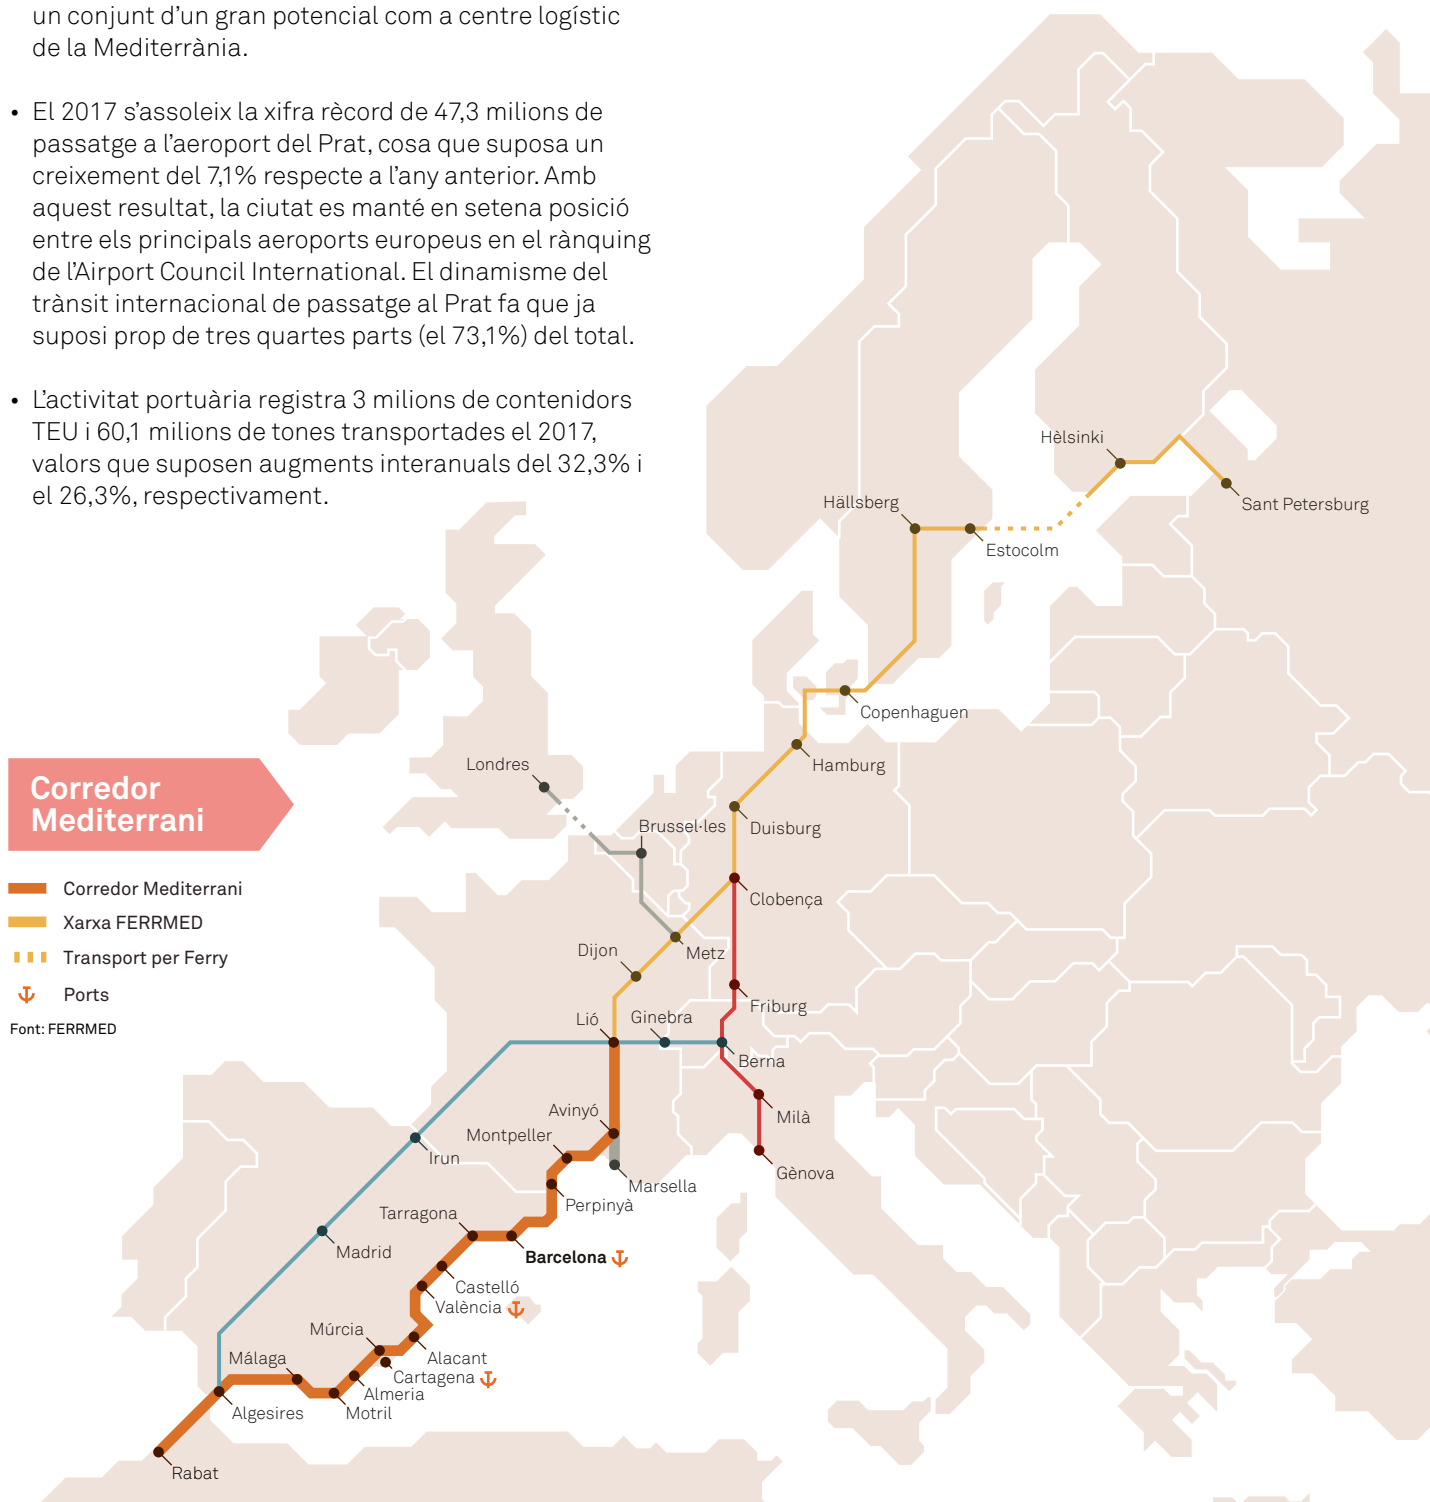 un conjunt d'un gran potencial com a centre logístic
de la Mediterrània.
• El 2017 s'assoleix la xifra rècord de 47,3 milions de
passatge a l'aeroport del Prat, cosa que suposa un
creixement del 7,1% respecte a l'any anterior. Amb
aquest resultat, la ciutat es manté en setena posició
entre els principals aeroports europeus en el rànquing
de l'Airport Council International. El dinamisme del
trànsit internacional de passatge al Prat fa que ja
suposi prop de tres quartes parts (el 73,1%) del total.
• L'activitat portuària registra 3 milions de contenidors
TEU i 60,1 milions de tones transportades el 2017,
valors que suposen augments interanuals del 32,3% i
el 26,3%, respectivament.
Hèlsinki
Sant Petersburg
Hällsberg
Estocolm
Copenhaguen
Hamburg
Londres
Brussel·les
Duisburg
Clobença
Corredor
Mediterrani
Corredor Mediterrani
Xarxa FERRMED
Transport per Ferry
Ports
Font: FERRMED
Dijon
Metz
Friburg
Lió
Ginebra
Berna
Avinyó
Milà
Montpeller
Irun
Gènova
Marsella
Perpinyà
Tarragona
Madrid
Barcelona
Castelló
València
Múrcia
Alacant
Málaga
Cartagena
Almeria
Algesires
Motril
Rabat